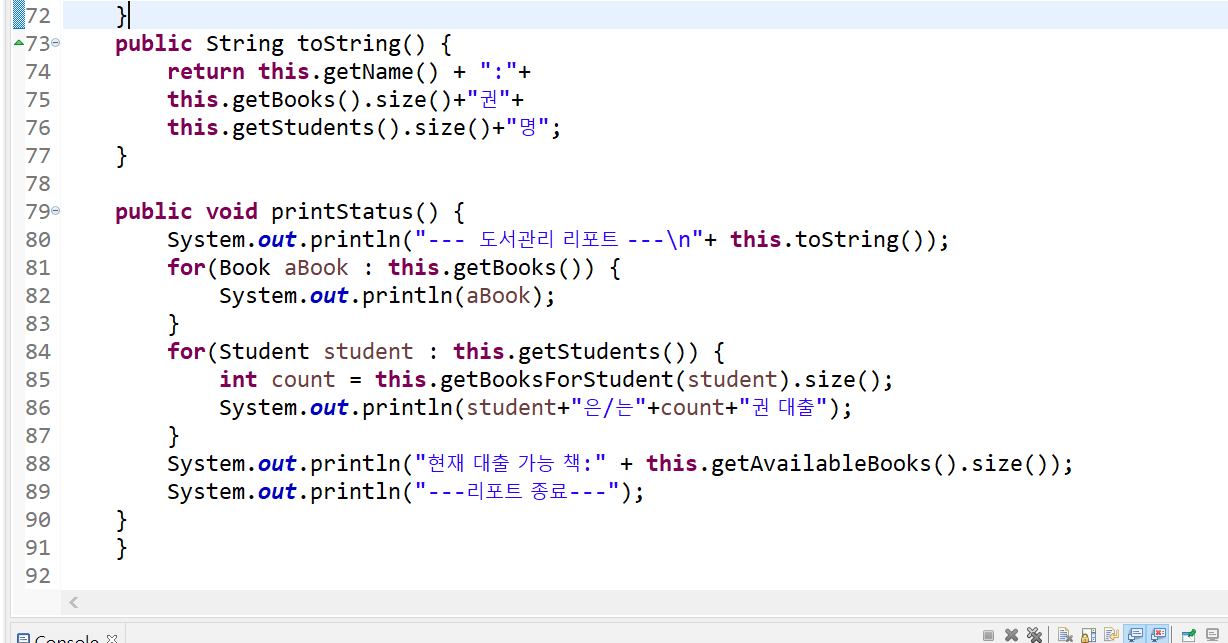 72 }
73 public String toString() {
74 return this.getName() + ":"+
75 this.getBooks().size()+"권"+
76 this.getStudents().size()+"명";
77 }
78
79 public void printStatus() {
80 System.out.println("--- 도서관리 리포트 ---\n"+ this.toString());
81 for(Book aBook : this.getBooks()) {
82 System.out.println(aBook);
83 }
84 for(Student student : this.getStudents()) {
85 int count = this.getBooksForStudent(student).size();
86 System.out.println(student+"은/는"+count+"권 대출");
87 }
88 System.out.println("현재 대출 가능 책:" + this.getAvailableBooks().size());
89 System.out.println("---리포트 종료---");
90 }
91 }
92
Console